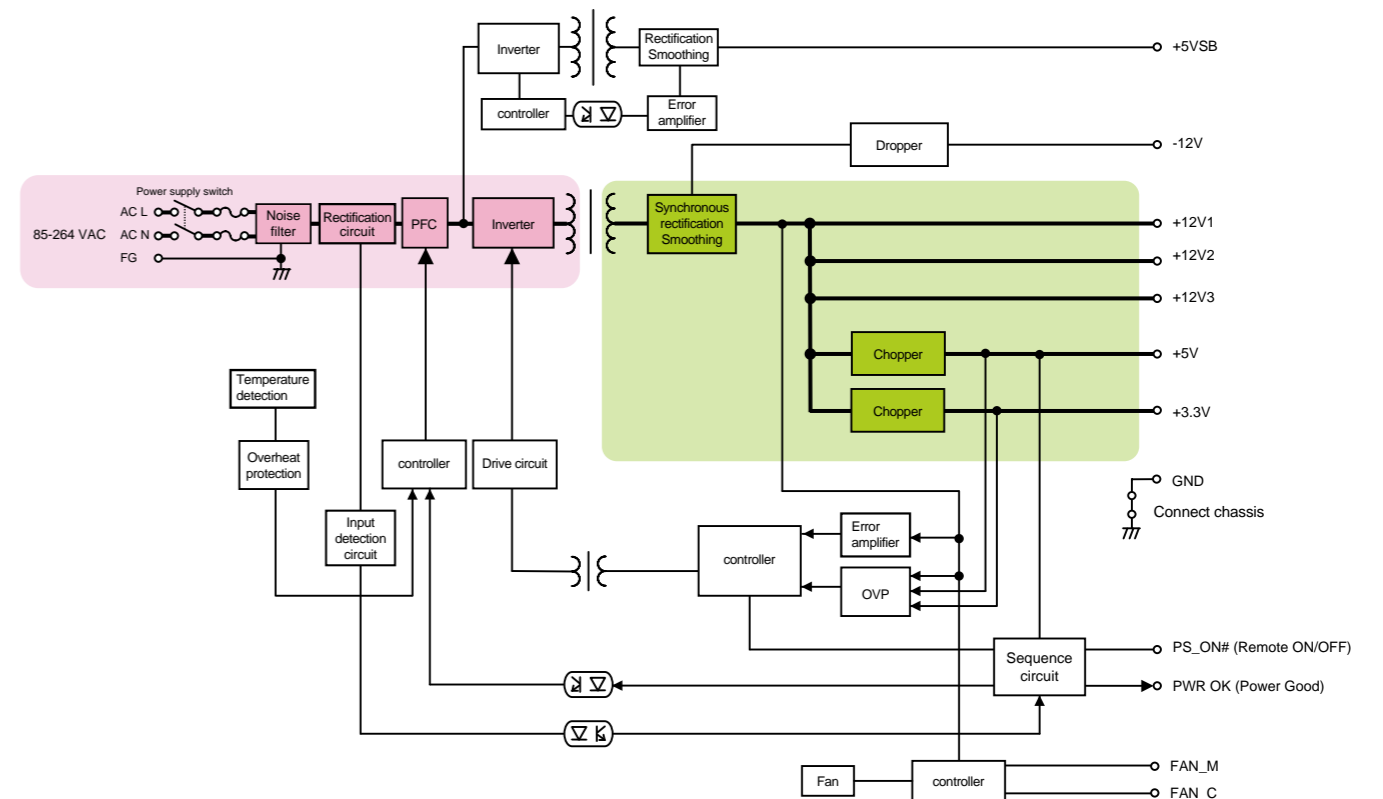 Inverter
Rectification
Smoothing
+5VSB
controller
Error
amplifier
Dropper
-12V
Power supply switch
85-264 VAC
AC L
AC N
FG
Noise
filter
Rectification
circuit
PFC
Inverter
Synchronous
rectification
Smoothing
+12V1
+12V2
+12V3
Chopper
+5V
Chopper
+3.3V
Temperature
detection
Overheat
protection
controller
Drive circuit
Input
detection
circuit
controller
Error
amplifier
OVP
GND
Connect chassis
Sequence
circuit
PS_ON# (Remote ON/OFF)
PWR OK (Power Good)
Fan
controller
FAN_M
FAN_C